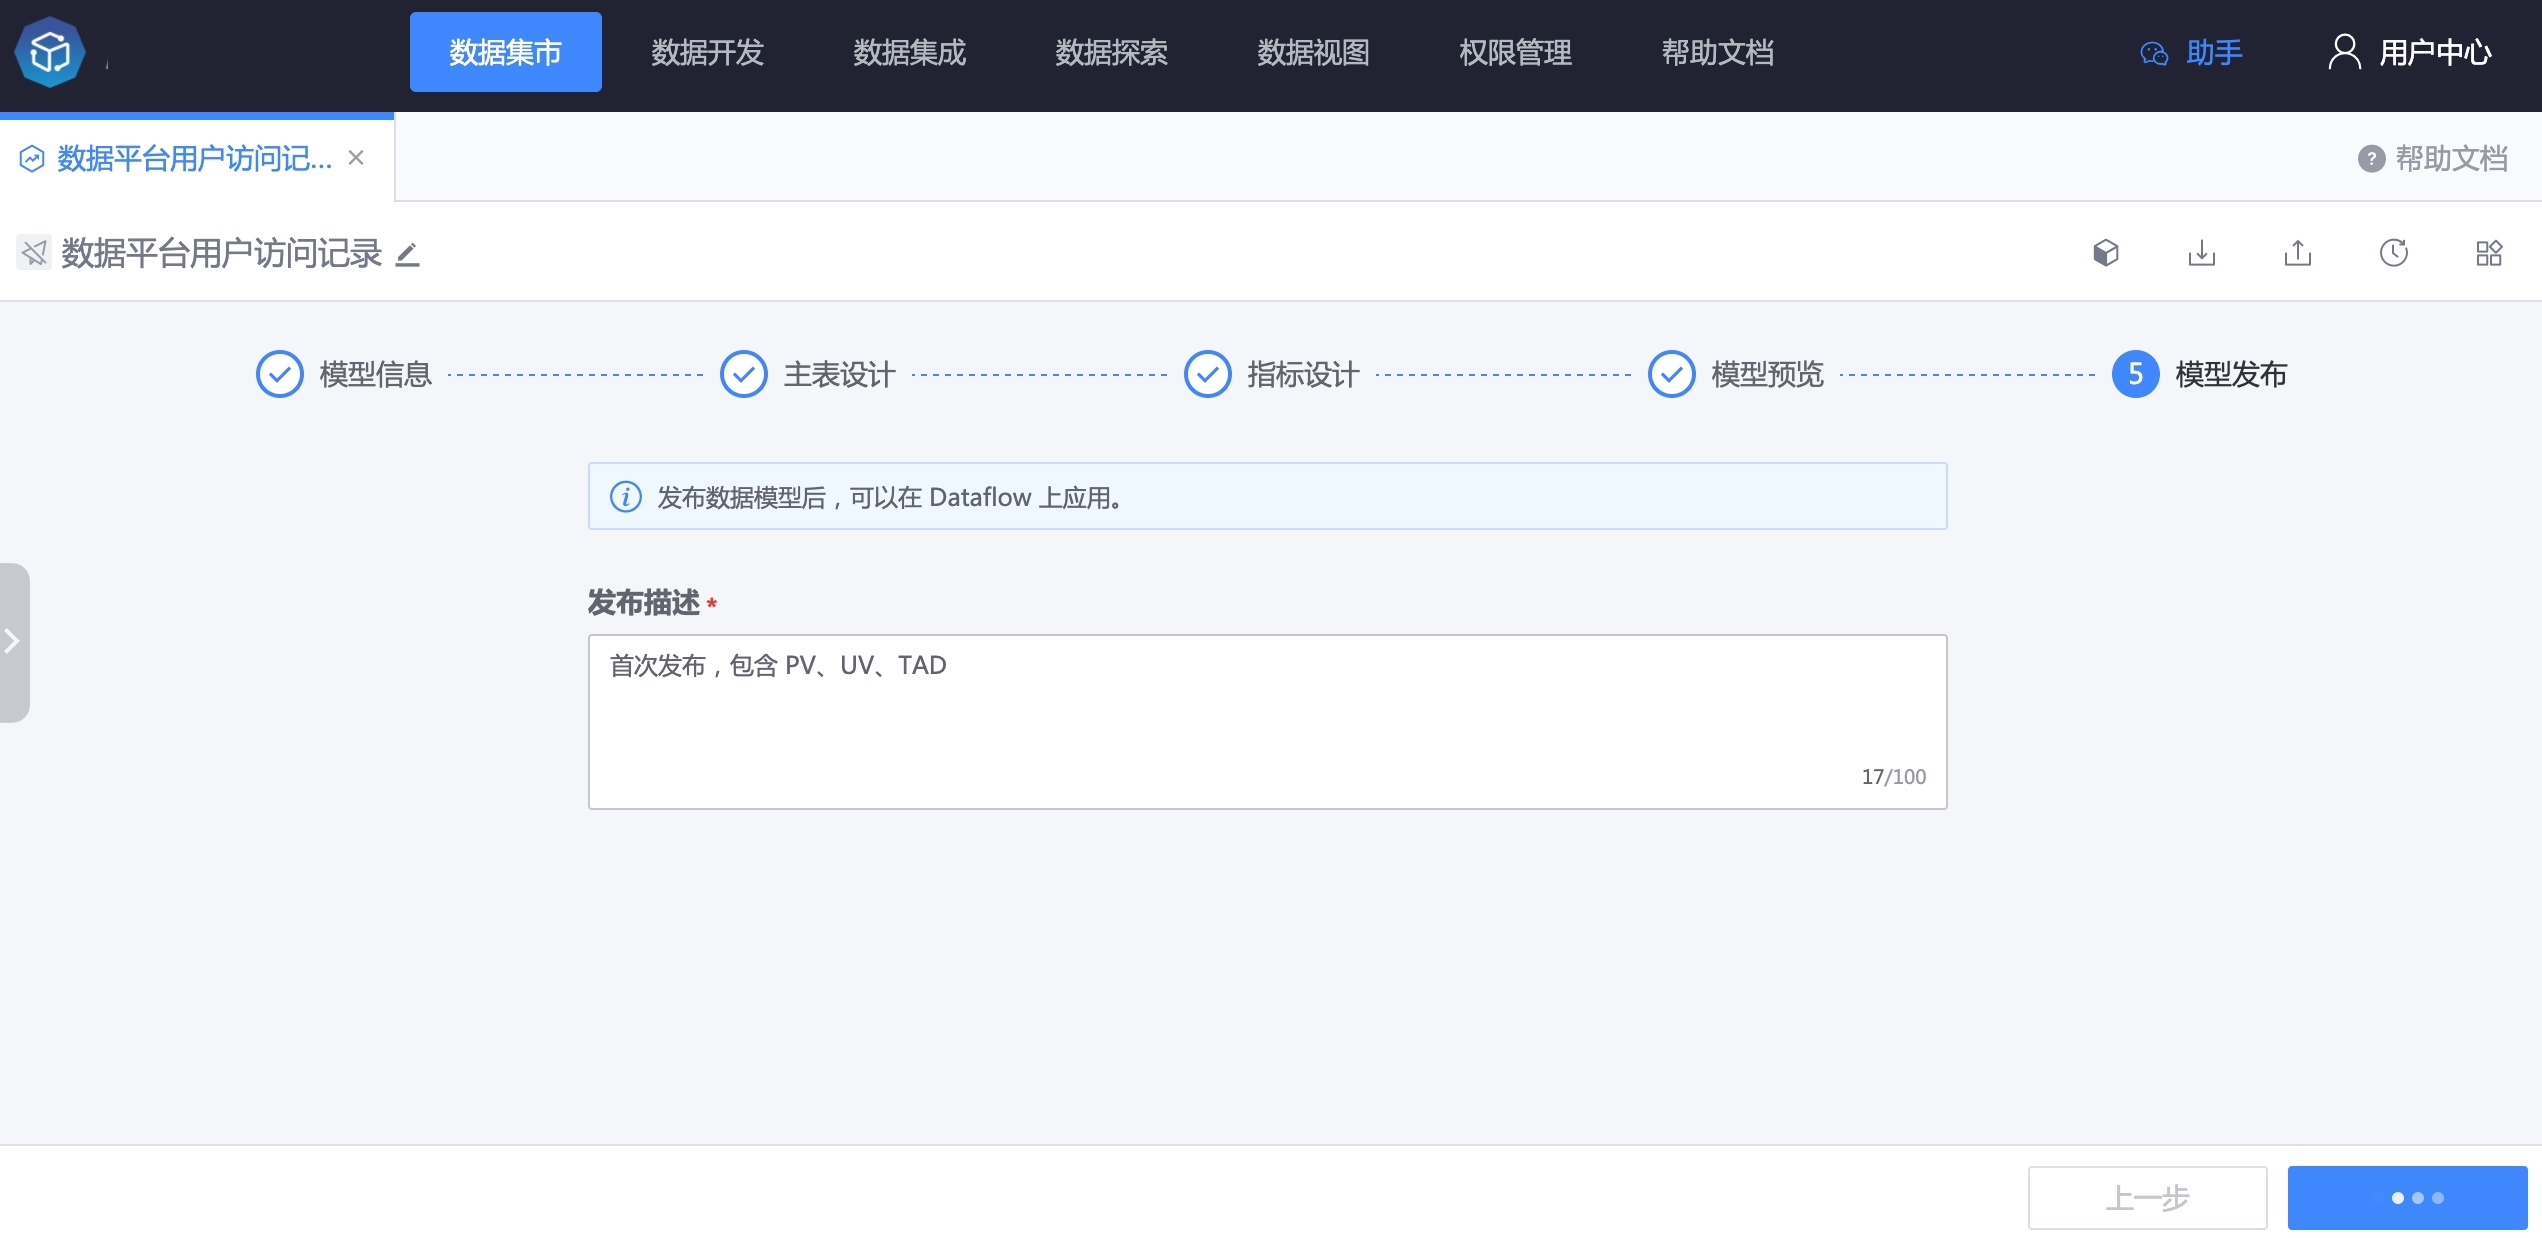 数据集市 数据开发 数据集成 数据探索 数据视图 权限管理 帮助文档 助手 用户中心
数据平台用户访问记... 帮助文档
数据平台用户访问记录
模型信息 主表设计 指标设计 模型预览 5 模型发布
发布数据模型后，可以在 Dataflow 上应用。
发布描述 *
首次发布，包含 PV、UV、TAD
17/100
上一步